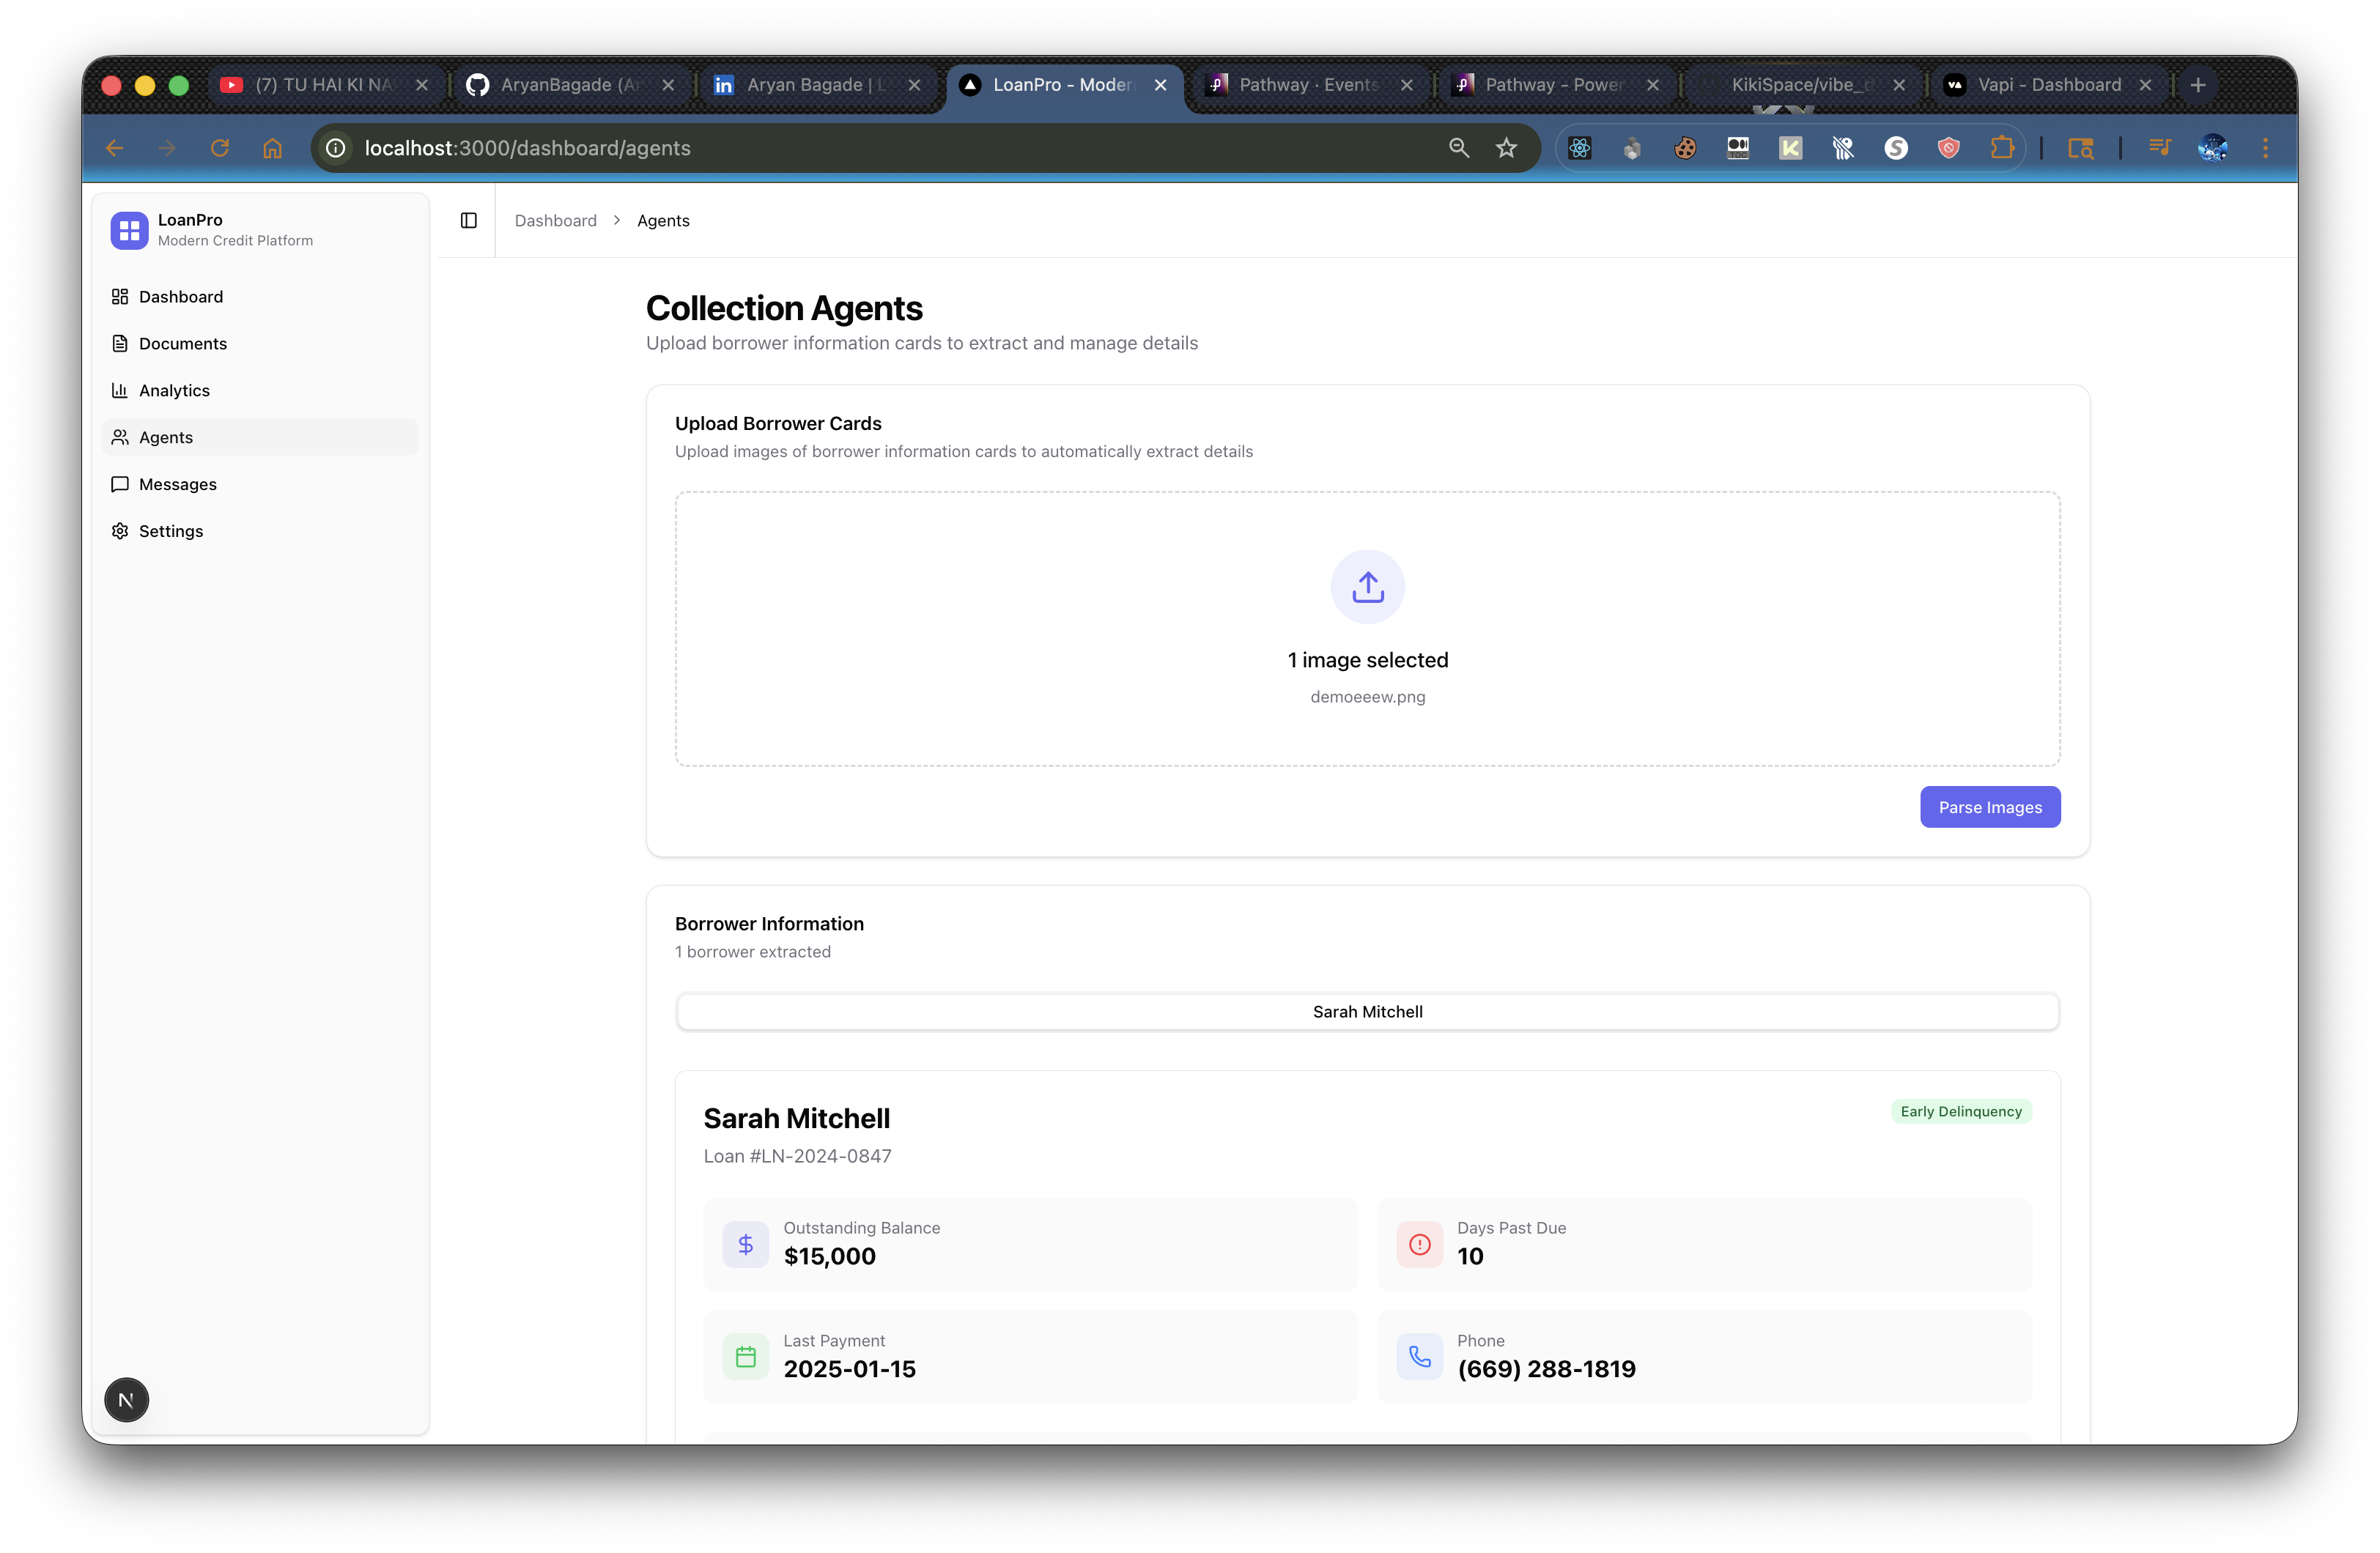 (7) TU HAI KI NA
AryanBagade (Ar
Aryan Bagade | L
LoanPro - Moder
Pathway · Events
Pathway - Power
KikiSpace/vibe_d
Vapi - Dashboard
localhost:3000/dashboard/agents
LoanPro
Modern Credit Platform
Dashboard
Documents
Analytics
Agents
Messages
Settings
N
Dashboard > Agents
Collection Agents
Upload borrower information cards to extract and manage details
Upload Borrower Cards
Upload images of borrower information cards to automatically extract details
1 image selected
demoeeew.png
Parse Images
Borrower Information
1 borrower extracted
Sarah Mitchell
Sarah Mitchell
Early Delinquency
Loan #LN-2024-0847
Outstanding Balance
$15,000
Days Past Due
10
Last Payment
2025-01-15
Phone
(669) 288-1819